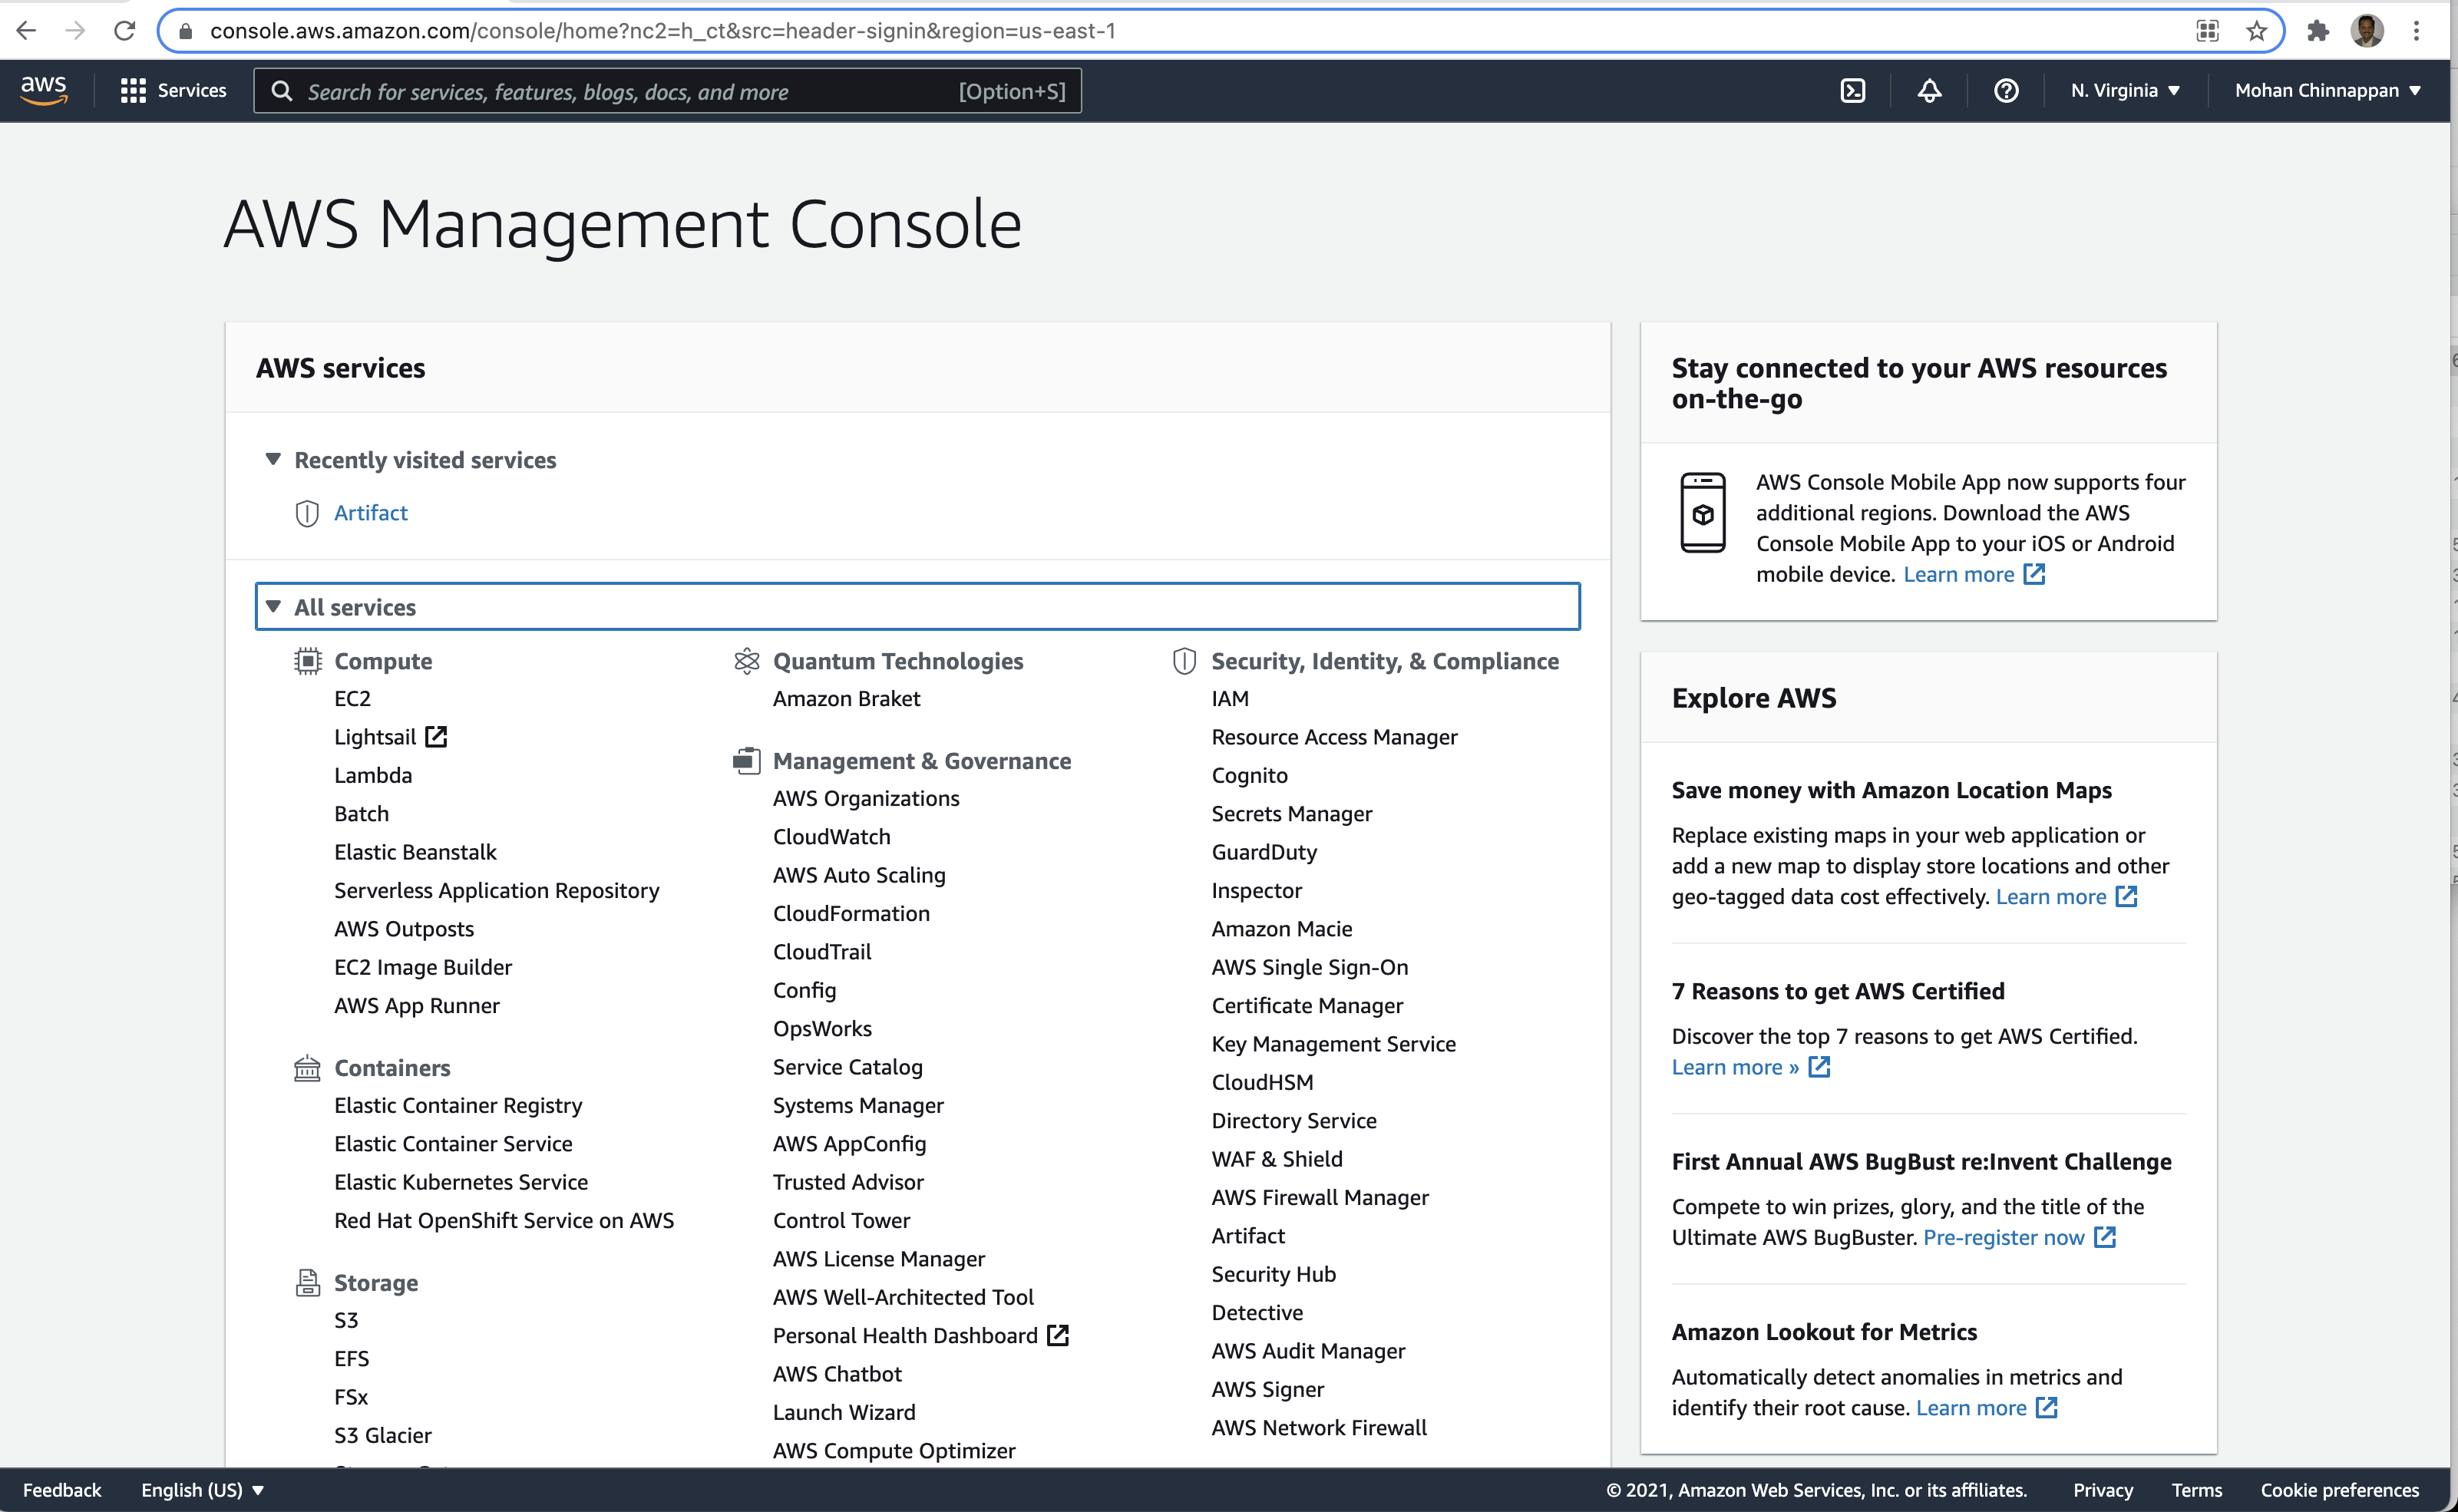 console.aws.amazon.com/console/home?nc2=h_ct&src=header-signin&region=us-east-1
aws
Services
Search for services, features, blogs, docs, and more
[Option+S]
N. Virginia
Mohan Chinnappan
AWS Management Console
AWS services
Recently visited services
Artifact
All services
Compute
EC2
Lightsail
Lambda
Batch
Elastic Beanstalk
Serverless Application Repository
AWS Outposts
EC2 Image Builder
AWS App Runner
Containers
Elastic Container Registry
Elastic Container Service
Elastic Kubernetes Service
Red Hat OpenShift Service on AWS
Storage
S3
EFS
FSx
S3 Glacier
Quantum Technologies
Amazon Braket
Management & Governance
AWS Organizations
CloudWatch
AWS Auto Scaling
CloudFormation
CloudTrail
Config
OpsWorks
Service Catalog
Systems Manager
AWS AppConfig
Trusted Advisor
Control Tower
AWS License Manager
AWS Well-Architected Tool
Personal Health Dashboard
AWS Chatbot
Launch Wizard
AWS Compute Optimizer
Security, Identity, & Compliance
IAM
Resource Access Manager
Cognito
Secrets Manager
GuardDuty
Inspector
Amazon Macie
AWS Single Sign-On
Certificate Manager
Key Management Service
CloudHSM
Directory Service
WAF & Shield
AWS Firewall Manager
Artifact
Security Hub
Detective
AWS Audit Manager
AWS Signer
AWS Network Firewall
Stay connected to your AWS resources
on-the-go
AWS Console Mobile App now supports four
additional regions. Download the AWS
Console Mobile App to your iOS or Android
mobile device. Learn more
Explore AWS
Save money with Amazon Location Maps
Replace existing maps in your web application or
add a new map to display store locations and other
geo-tagged data cost effectively. Learn more
7 Reasons to get AWS Certified
Discover the top 7 reasons to get AWS Certified.
Learn more »
First Annual AWS BugBust re:Invent Challenge
Compete to win prizes, glory, and the title of the
Ultimate AWS BugBuster. Pre-register now
Amazon Lookout for Metrics
Automatically detect anomalies in metrics and
identify their root cause. Learn more
Feedback
English (US)
© 2021, Amazon Web Services, Inc. or its affiliates.
Privacy
Terms
Cookie preferences